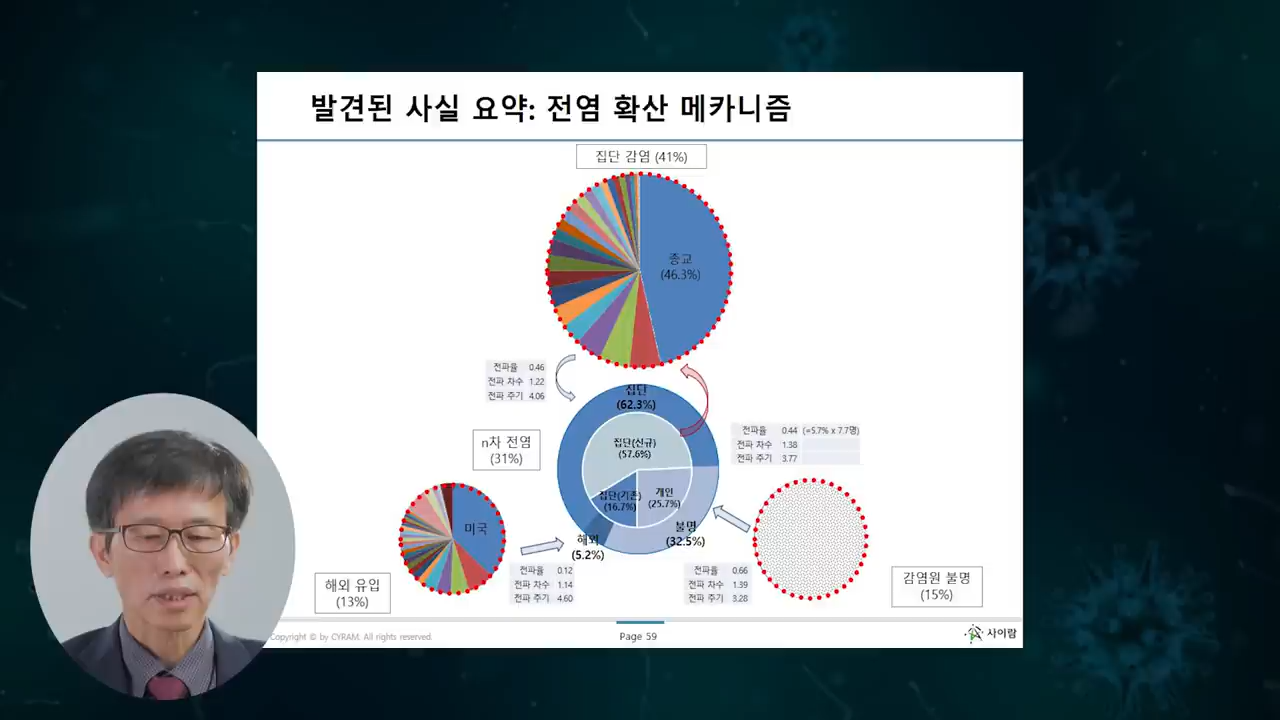 발견된 사실 요약: 전염 확산 메카니즘
집단 감염 (41%)
종교
(46.3%)
전파율 0.46
전파 차수 1.22
전파 주기 4.06
집단
(62.3%)
집단(신규)
(57.6%)
집단(기존)
(16.7%)
개인
(25.7%)
불명
(32.5%)
해외
(5.2%)
전파율 0.44 (=5.7% x 7.7명)
전파 차수 1.38
전파 주기 3.77
n차 전염
(31%)
미국
해외 유입
(13%)
전파율 0.12
전파 차수 1.14
전파 주기 4.60
전파율 0.66
전파 차수 1.39
전파 주기 3.28
감염원 불명
(15%)
Copyright © by CYRAM. All rights reserved.
Page 59
사이람